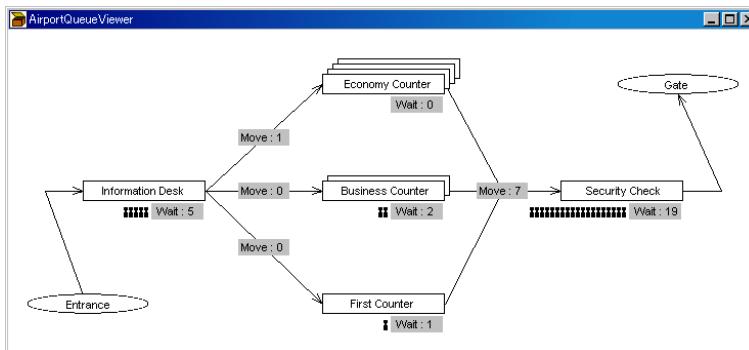 AirportQueueViewer
Economy Counter
Wait : 0
Gate
Move : 1
Information Desk
Move : 0
Business Counter
Move : 7
Security Check
Wait : 5
Wait : 2
Wait : 19
Move : 0
Entrance
First Counter
Wait : 1